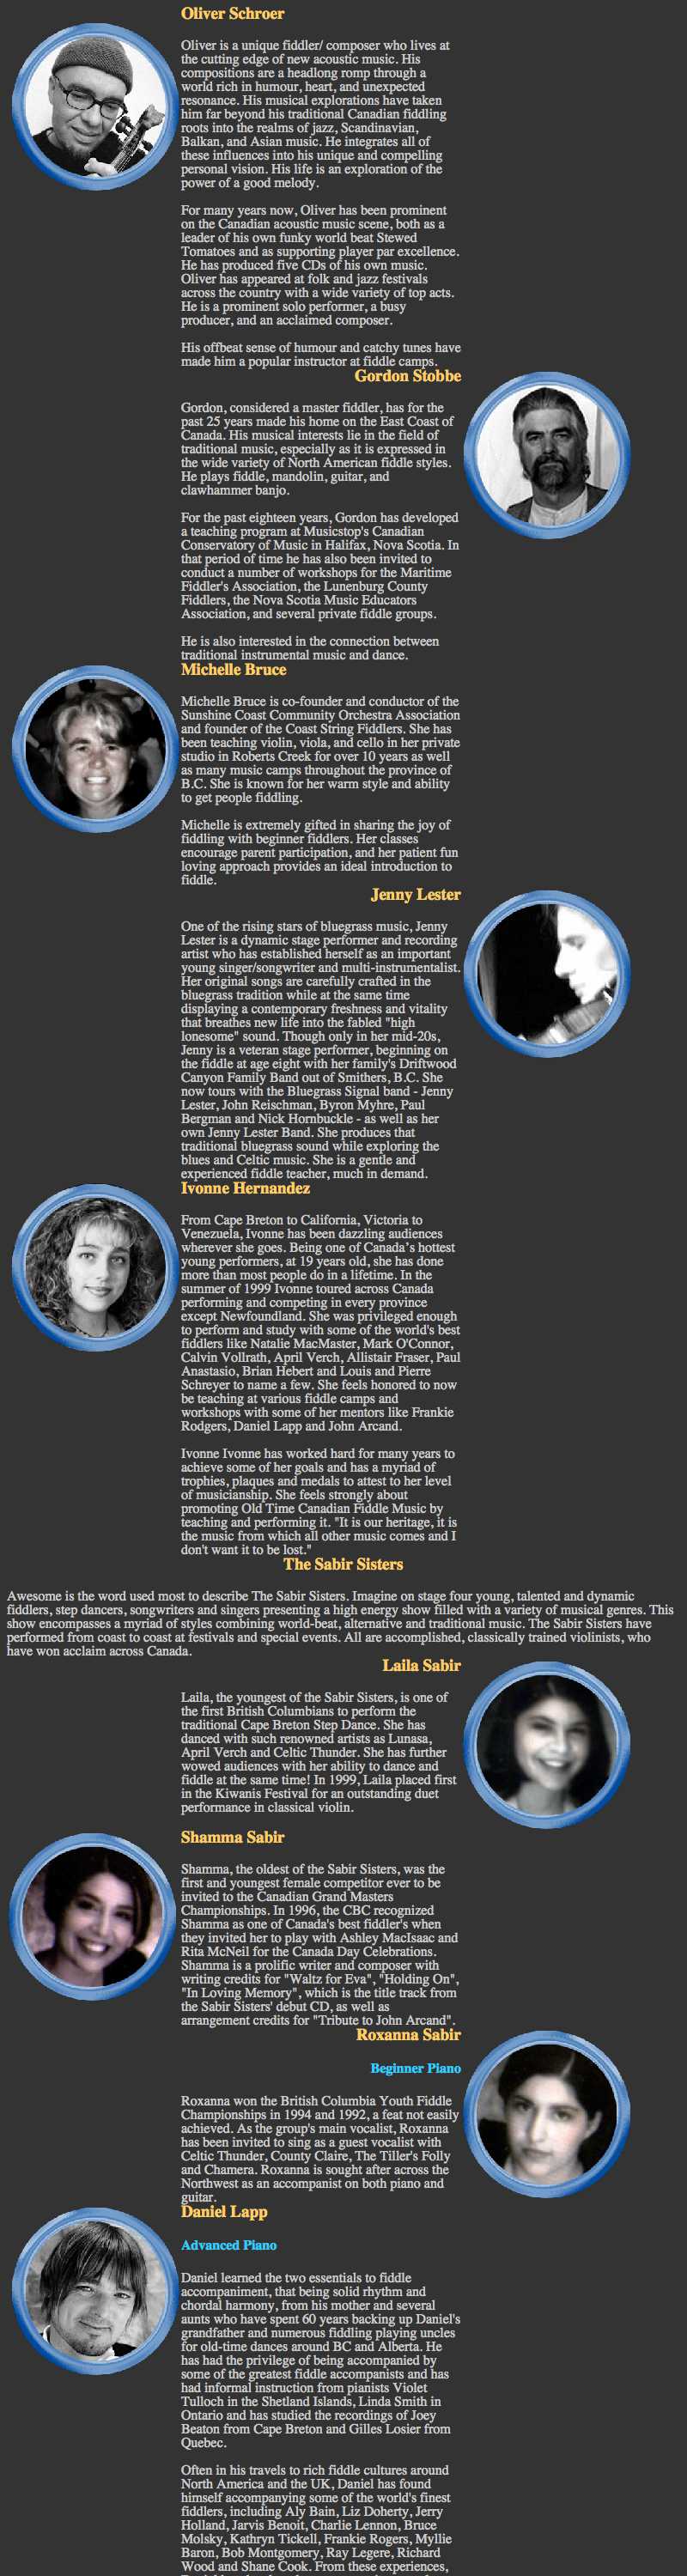 Oliver Schroer
Oliver is a unique fiddler/ composer who lives at
the cutting edge of new acoustic music. His
compositions are a headlong romp through a
world rich in humour, heart, and unexpected
resonance. His musical explorations have taken
him far beyond his traditional Canadian fiddling
roots into the realms of jazz, Scandinavian,
Balkan, and Asian music. He integrates all of
these influences into his unique and compelling
personal vision. His life is an exploration of the
power of a good melody.
For many years now, Oliver has been prominent
on the Canadian acoustic music scene, both as a
leader of his own funky world beat Stewed
Tomatoes and as supporting player par excellence.
He has produced five CDs of his own music.
Oliver has appeared at folk and jazz festivals
across the country with a wide variety of top acts.
He is a prominent solo performer, a busy
producer, and an acclaimed composer.
His offbeat sense of humour and catchy tunes have
made him a popular instructor at fiddle camps.
Gordon Stobbe
Gordon, considered a master fiddler, has for the
past 25 years made his home on the East Coast of
Canada. His musical interests lie in the field of
traditional music, especially as it is expressed in
the wide variety of North American fiddle styles.
He plays fiddle, mandolin, guitar, and
clawhammer banjo.
For the past eighteen years, Gordon has developed
a teaching program at Musicstop's Canadian
Conservatory of Music in Halifax, Nova Scotia. In
that period of time he has also been invited to
conduct a number of workshops for the Maritime
Fiddler's Association, the Lunenburg County
Fiddlers, the Nova Scotia Music Educators
Association, and several private fiddle groups.
He is also interested in the connection between
traditional instrumental music and dance.
Michelle Bruce
Michelle Bruce is co-founder and conductor of the
Sunshine Coast Community Orchestra Association
and founder of the Coast String Fiddlers. She has
been teaching violin, viola, and cello in her private
studio in Roberts Creek for over 10 years as well
as many music camps throughout the province of
B.C. She is known for her warm style and ability
to get people fiddling.
Michelle is extremely gifted in sharing the joy of
fiddling with beginner fiddlers. Her classes
encourage parent participation, and her patient fun
loving approach provides an ideal introduction to
fiddle.
Jenny Lester
One of the rising stars of bluegrass music, Jenny
Lester is a dynamic stage performer and recording
artist who has established herself as an important
young singer/songwriter and multi-instrumentalist.
Her original songs are carefully crafted in the
bluegrass tradition while at the same time
displaying a contemporary freshness and vitality
that breathes new life into the fabled "high
lonesome" sound. Though only in her mid-20s,
Jenny is a veteran stage performer, beginning on
the fiddle at age eight with her family's Driftwood
Canyon Family Band out of Smithers, B.C. She
now tours with the Bluegrass Signal band - Jenny
Lester, John Reischman, Byron Myhre, Paul
Bergman and Nick Hornbuckle - as well as her
own Jenny Lester Band. She produces that
traditional bluegrass sound while exploring the
blues and Celtic music. She is a gentle and
experienced fiddle teacher, much in demand.
Ivonne Hernandez
From Cape Breton to California, Victoria to
Venezuela, Ivonne has been dazzling audiences
wherever she goes. Being one of Canada's hottest
young performers, at 19 years old, she has done
more than most people do in a lifetime. In the
summer of 1999 Ivonne toured across Canada
performing and competing in every province
except Newfoundland. She was privileged enough
to perform and study with some of the world's best
fiddlers like Natalie MacMaster, Mark O'Connor,
Calvin Vollrath, April Verch, Allistair Fraser, Paul
Anastasio, Brian Hebert and Louis and Pierre
Schreyer to name a few. She feels honored to now
be teaching at various fiddle camps and
workshops with some of her mentors like Frankie
Rodgers, Daniel Lapp and John Arcand.
Ivonne Ivonne has worked hard for many years to
achieve some of her goals and has a myriad of
trophies, plaques and medals to attest to her level
of musicianship. She feels strongly about
promoting Old Time Canadian Fiddle Music by
teaching and performing it. "It is our heritage, it is
the music from which all other music comes and I
don't want it to be lost."
The Sabir Sisters
Awesome is the word used most to describe The Sabir Sisters. Imagine on stage four young, talented and dynamic
fiddlers, step dancers, songwriters and singers presenting a high energy show filled with a variety of musical genres. This
show encompasses a myriad of styles combining world-beat, alternative and traditional music. The Sabir Sisters have
performed from coast to coast at festivals and special events. All are accomplished, classically trained violinists, who
have won acclaim across Canada.
Laila Sabir
Laila, the youngest of the Sabir Sisters, is one of
the first British Columbians to perform the
traditional Cape Breton Step Dance. She has
danced with such renowned artists as Lunasa,
April Verch and Celtic Thunder. She has further
wowed audiences with her ability to dance and
fiddle at the same time! In 1999, Laila placed first
in the Kiwanis Festival for an outstanding duet
performance in classical violin.
Shamma Sabir
Shamma, the oldest of the Sabir Sisters, was the
first and youngest female competitor ever to be
invited to the Canadian Grand Masters
Championships. In 1996, the CBC recognized
Shamma as one of Canada's best fiddler's when
they invited her to play with Ashley MacIsaac and
Rita McNeil for the Canada Day Celebrations.
Shamma is a prolific writer and composer with
writing credits for "Waltz for Eva", "Holding On",
"In Loving Memory", which is the title track from
the Sabir Sisters' debut CD, as well as
arrangement credits for "Tribute to John Arcand".
Roxanna Sabir
Beginner Piano
Roxanna won the British Columbia Youth Fiddle
Championships in 1994 and 1992, a feat not easily
achieved. As the group's main vocalist, Roxanna
has been invited to sing as a guest vocalist with
Celtic Thunder, County Claire, The Tiller's Folly
and Chamera. Roxanna is sought after across the
Northwest as an accompanist on both piano and
guitar.
Daniel Lapp
Advanced Piano
Daniel learned the two essentials to fiddle
accompaniment, that being solid rhythm and
chordal harmony, from his mother and several
aunts who have spent 60 years backing up Daniel's
grandfather and numerous fiddling playing uncles
for old-time dances around BC and Alberta. He
has had the privilege of being accompanied by
some of the greatest fiddle accompanists and has
had informal instruction from pianists Violet
Tulloch in the Shetland Islands, Linda Smith in
Ontario and has studied the recordings of Joey
Beaton from Cape Breton and Gilles Losier from
Quebec.
Often in his travels to rich fiddle cultures around
North America and the UK, Daniel has found
himself accompanying some of the world's finest
fiddlers, including Aly Bain, Liz Doherty, Jerry
Holland, Jarvis Benoit, Charlie Lennon, Bruce
Molsky, Kathryn Tickell, Frankie Rogers, Myllie
Baron, Bob Montgomery, Ray Legere, Richard
Wood and Shane Cook. From these experiences,